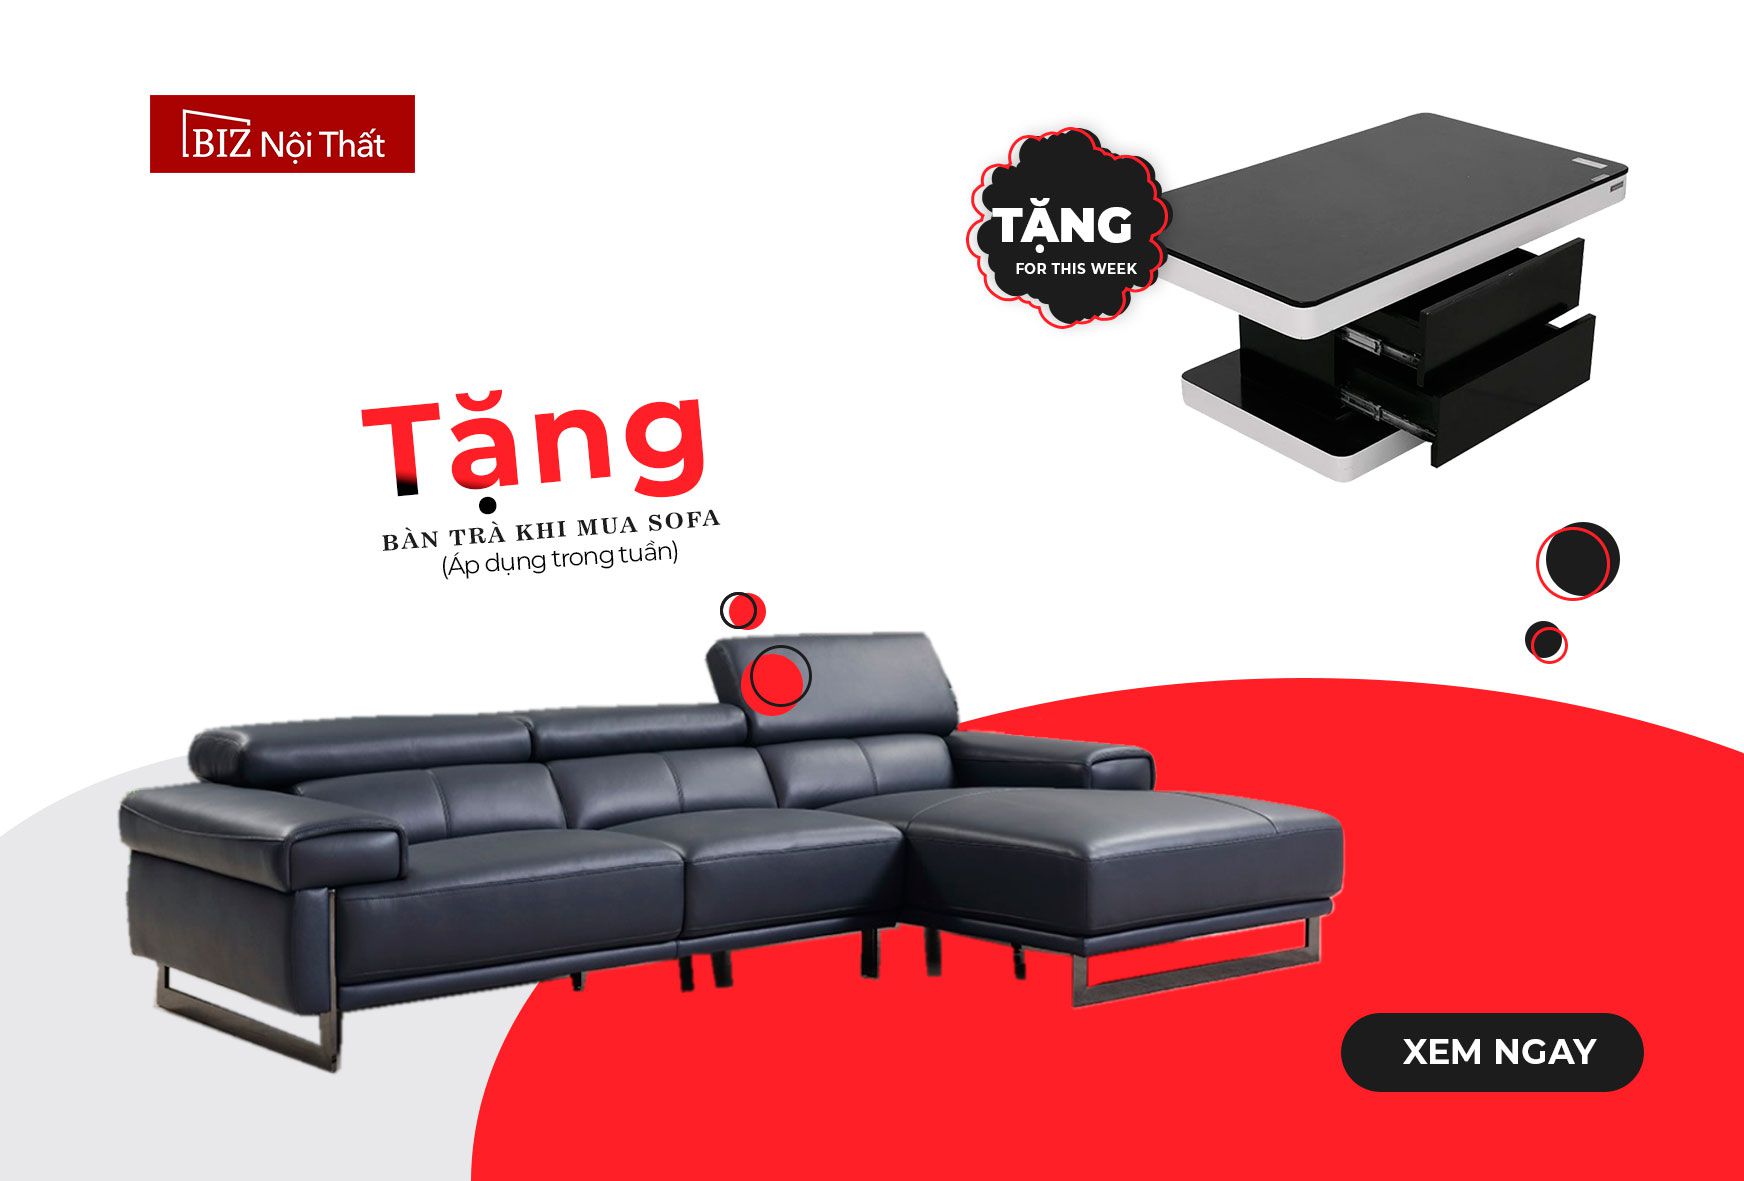 BIZ Nội Thất
TẶNG
FOR THIS WEEK
Tặng
BÀN TRÀ KHI MUA SOFA
(Áp dụng trong tuần)
XEM NGAY